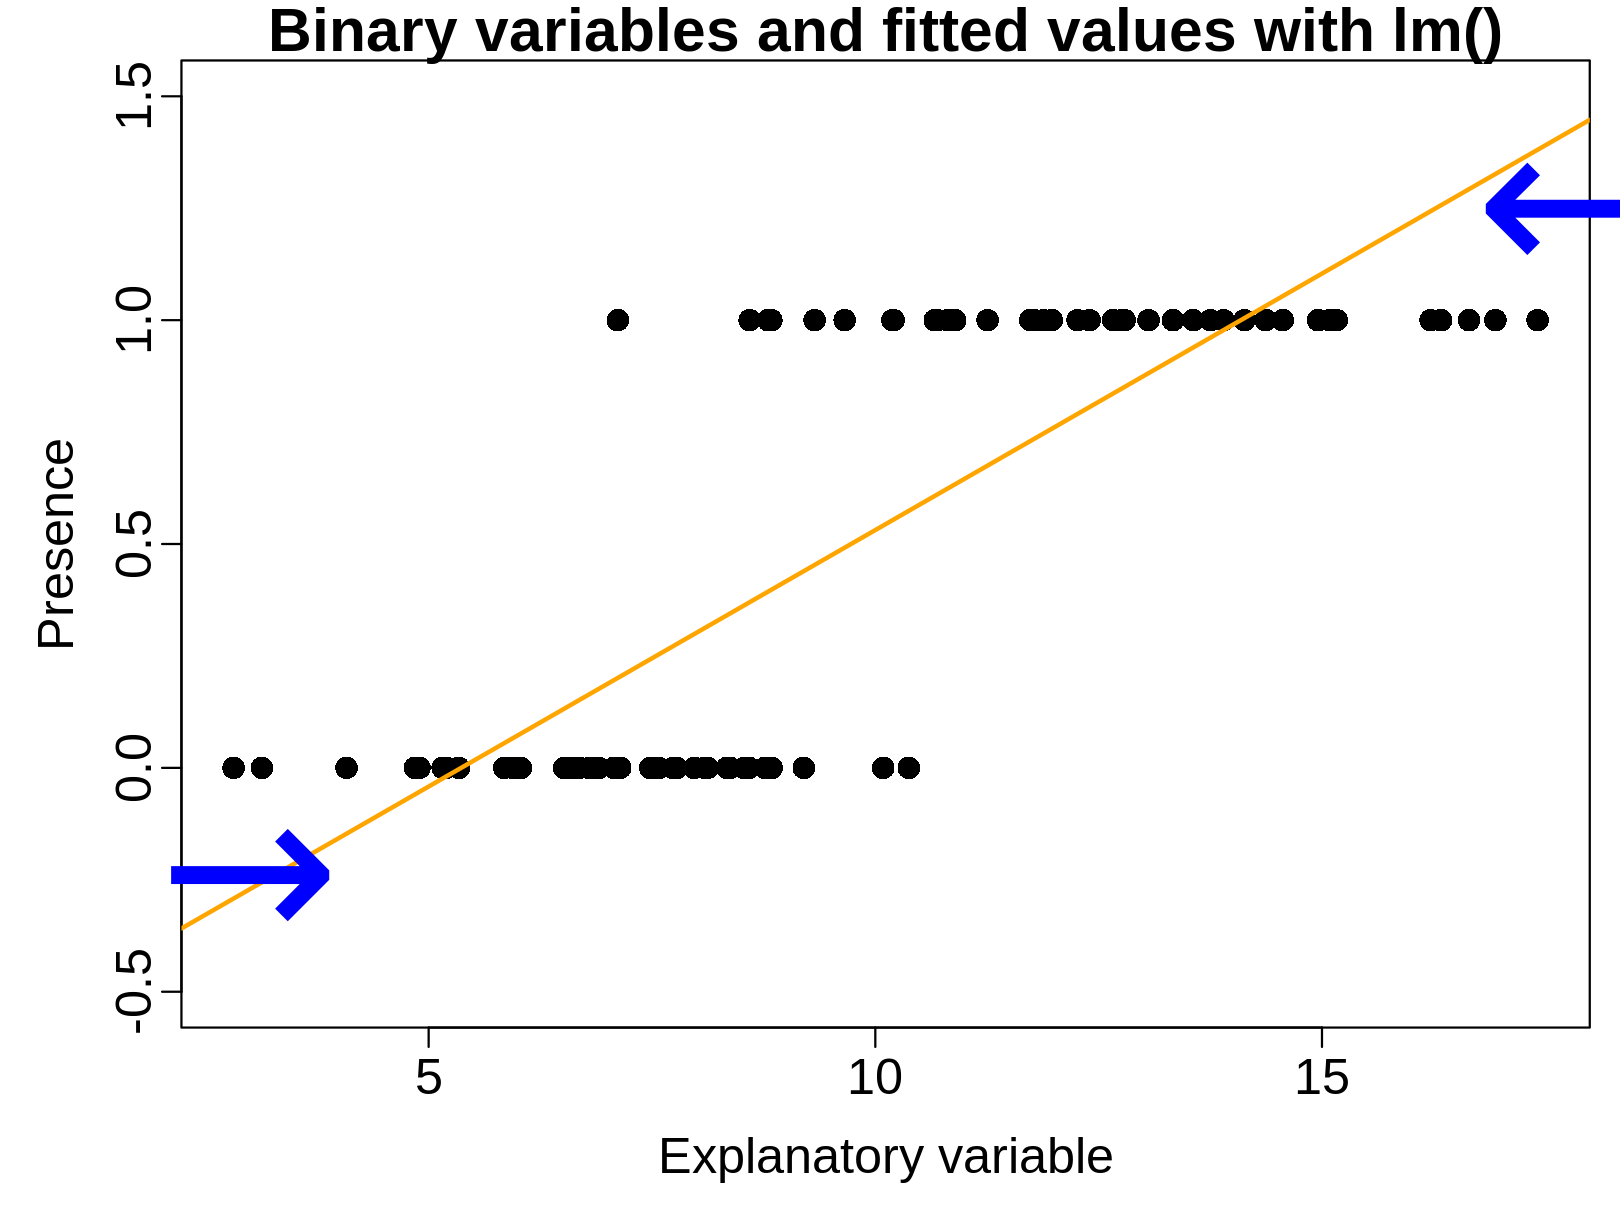 Binary variables and fitted values with lm()
1.5
1.0
0.5
0.0
-0.5
Presence
5 10 15
Explanatory variable